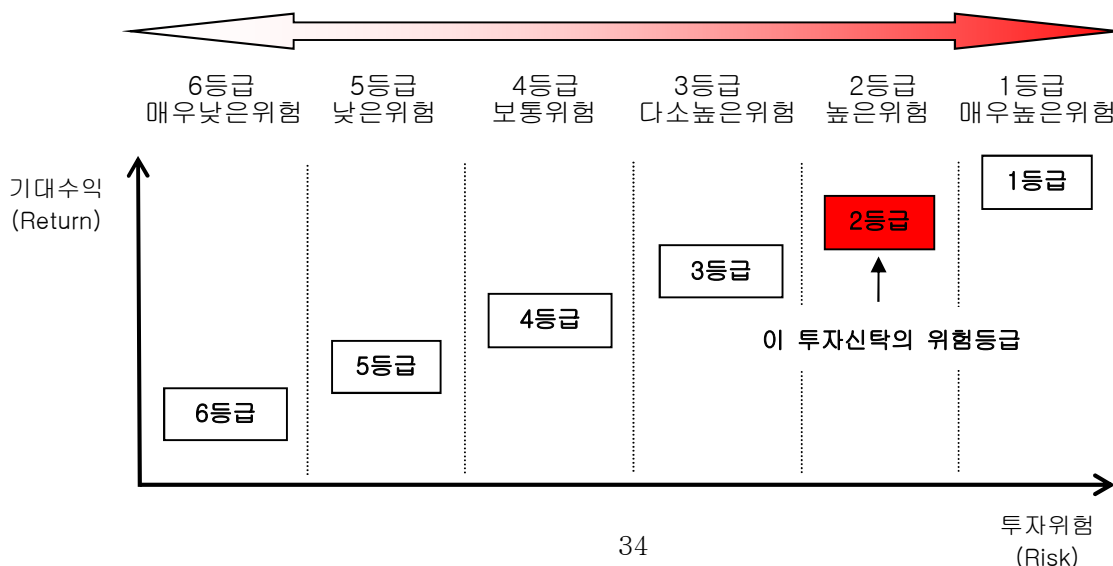 6등급 5등급 4등급 3등급 2등급 1등급
매우낮은위험 낮은위험 보통위험 다소높은위험 높은위험 매우높은위험
기대수익
(Return)
1등급
2등급
3등급
4등급
이 투자신탁의 위험등급
5등급
6등급
투자위험
(Risk)
34